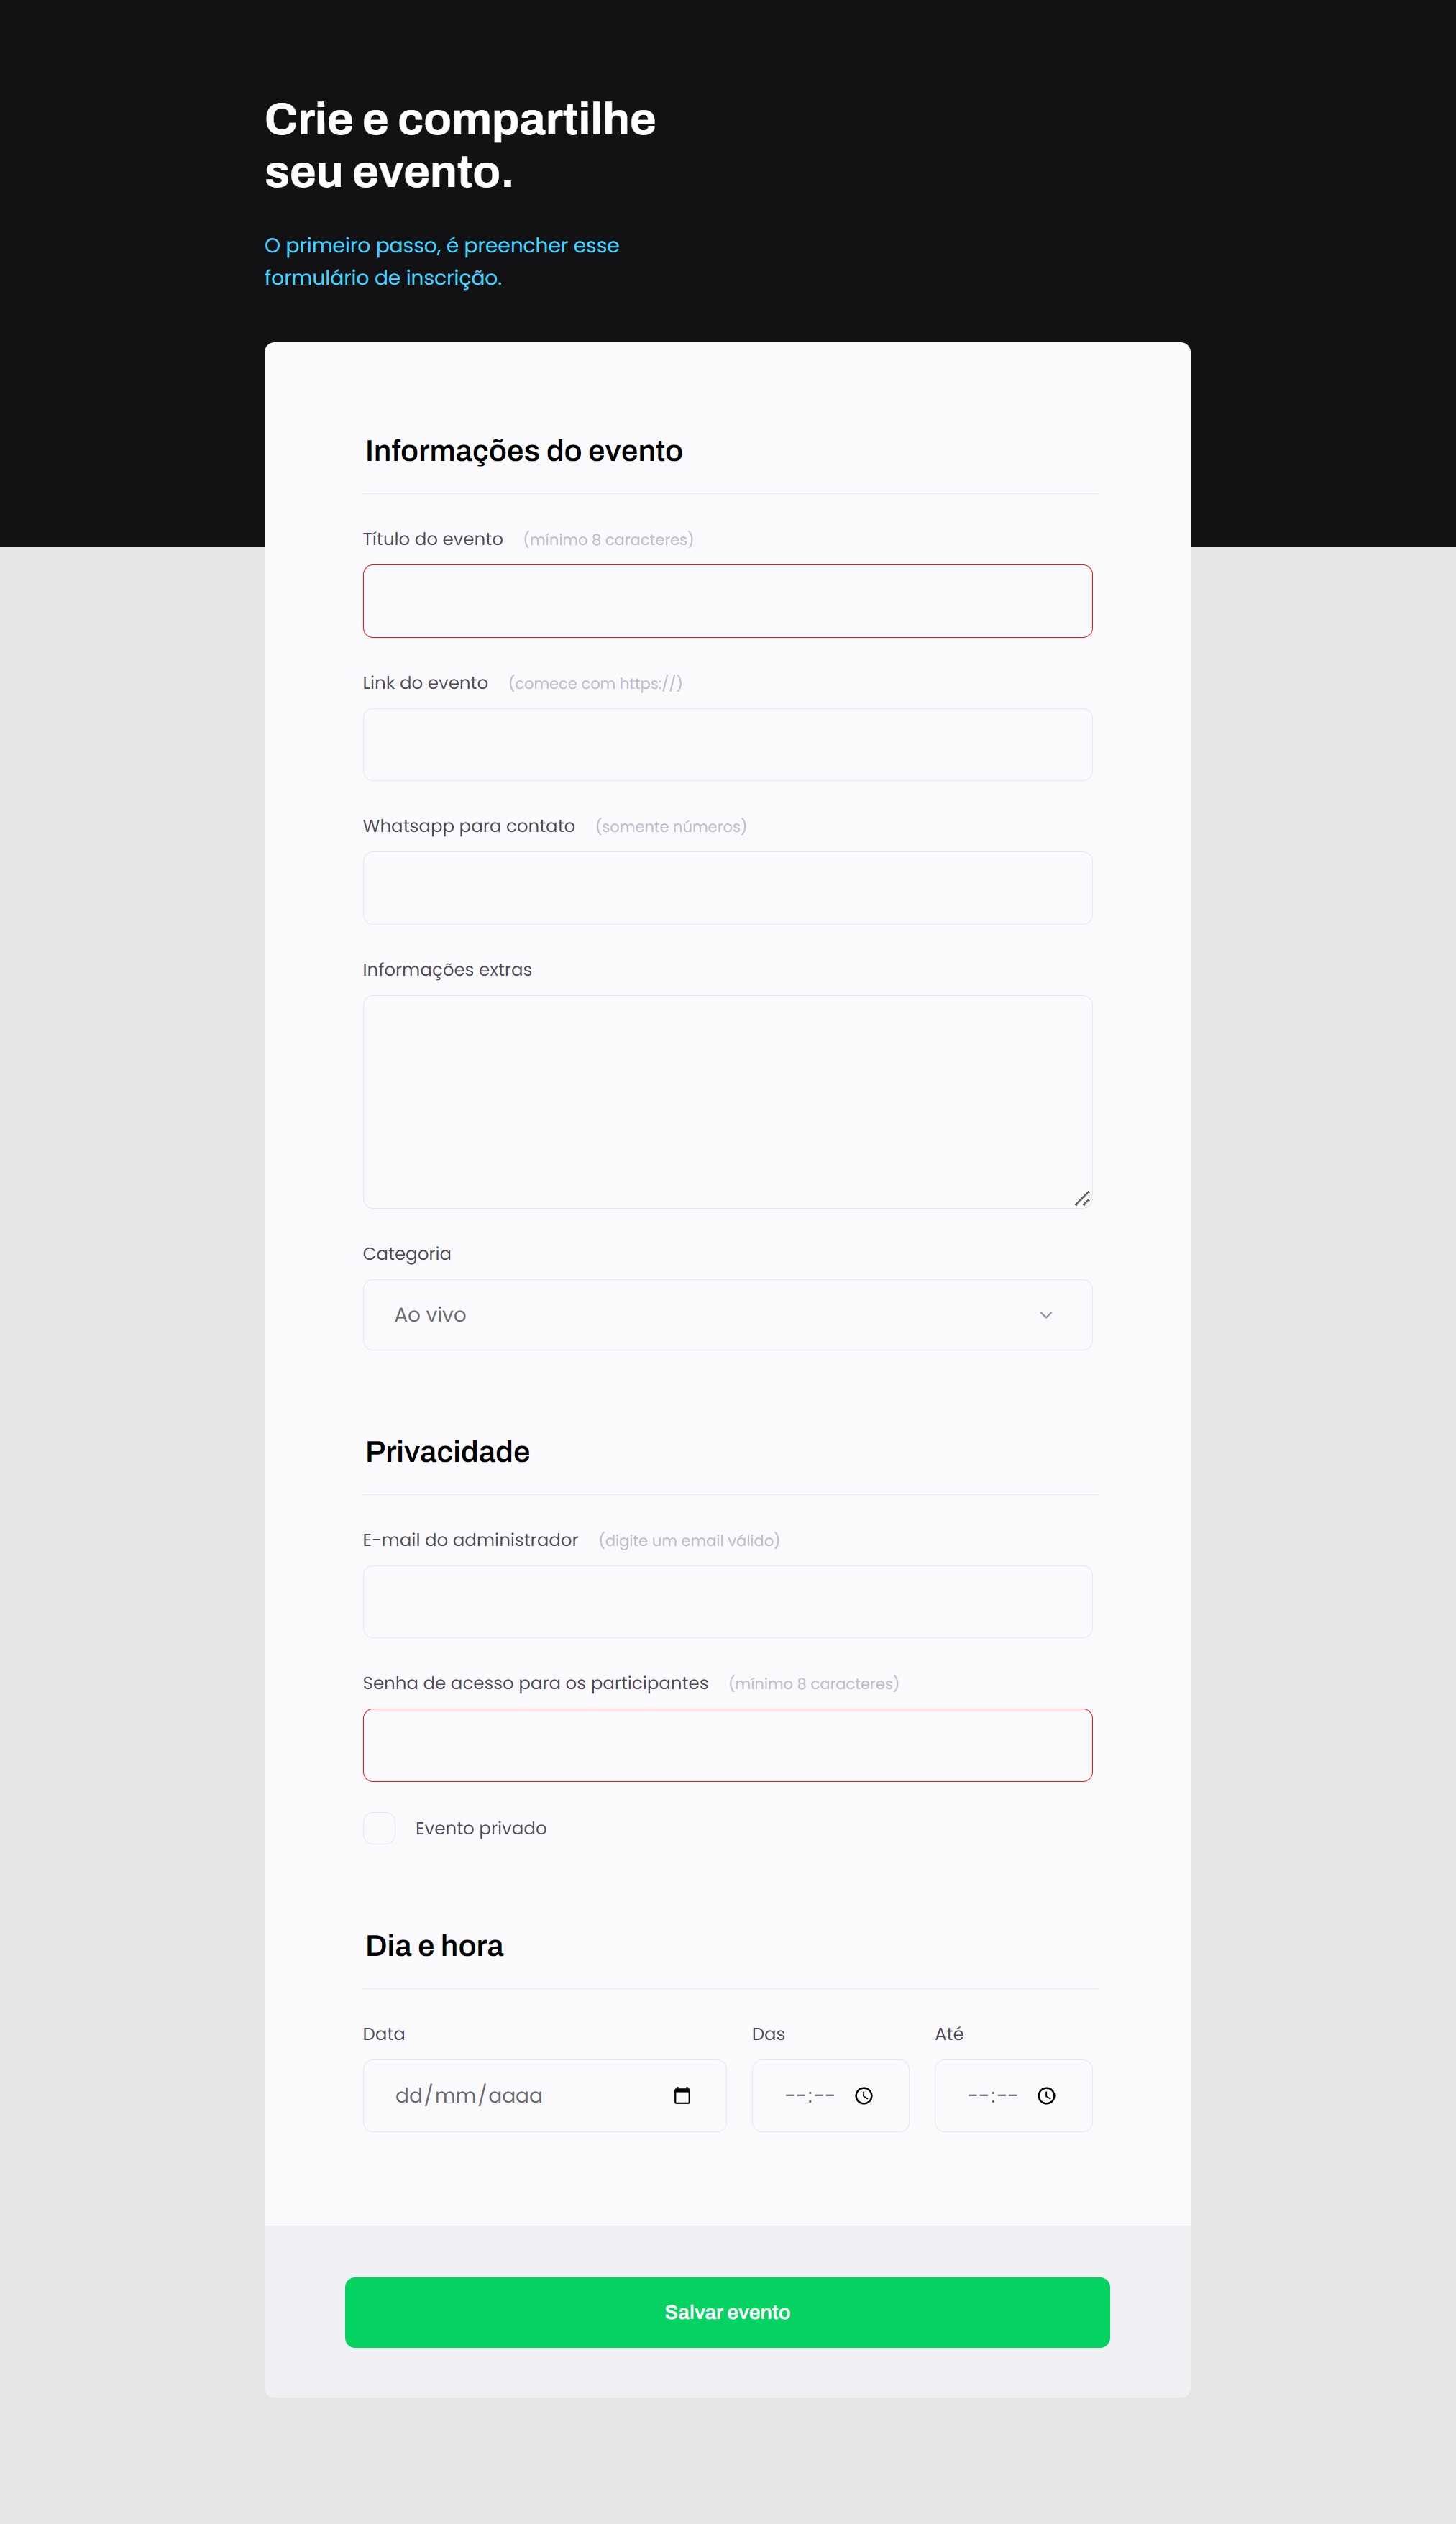 Crie e compartilhe
seu evento.
O primeiro passo, é preencher esse
formulário de inscrição.
Informações do evento
Título do evento (mínimo 8 caracteres)
Link do evento (comece com https://)
Whatsapp para contato (somente números)
Informações extras
Categoria
Ao vivo
Privacidade
E-mail do administrador (digite um email válido)
Senha de acesso para os participantes (mínimo 8 caracteres)
Evento privado
Dia e hora
Data Das Até
dd/mm/aaaa --:-- --:--
Salvar evento